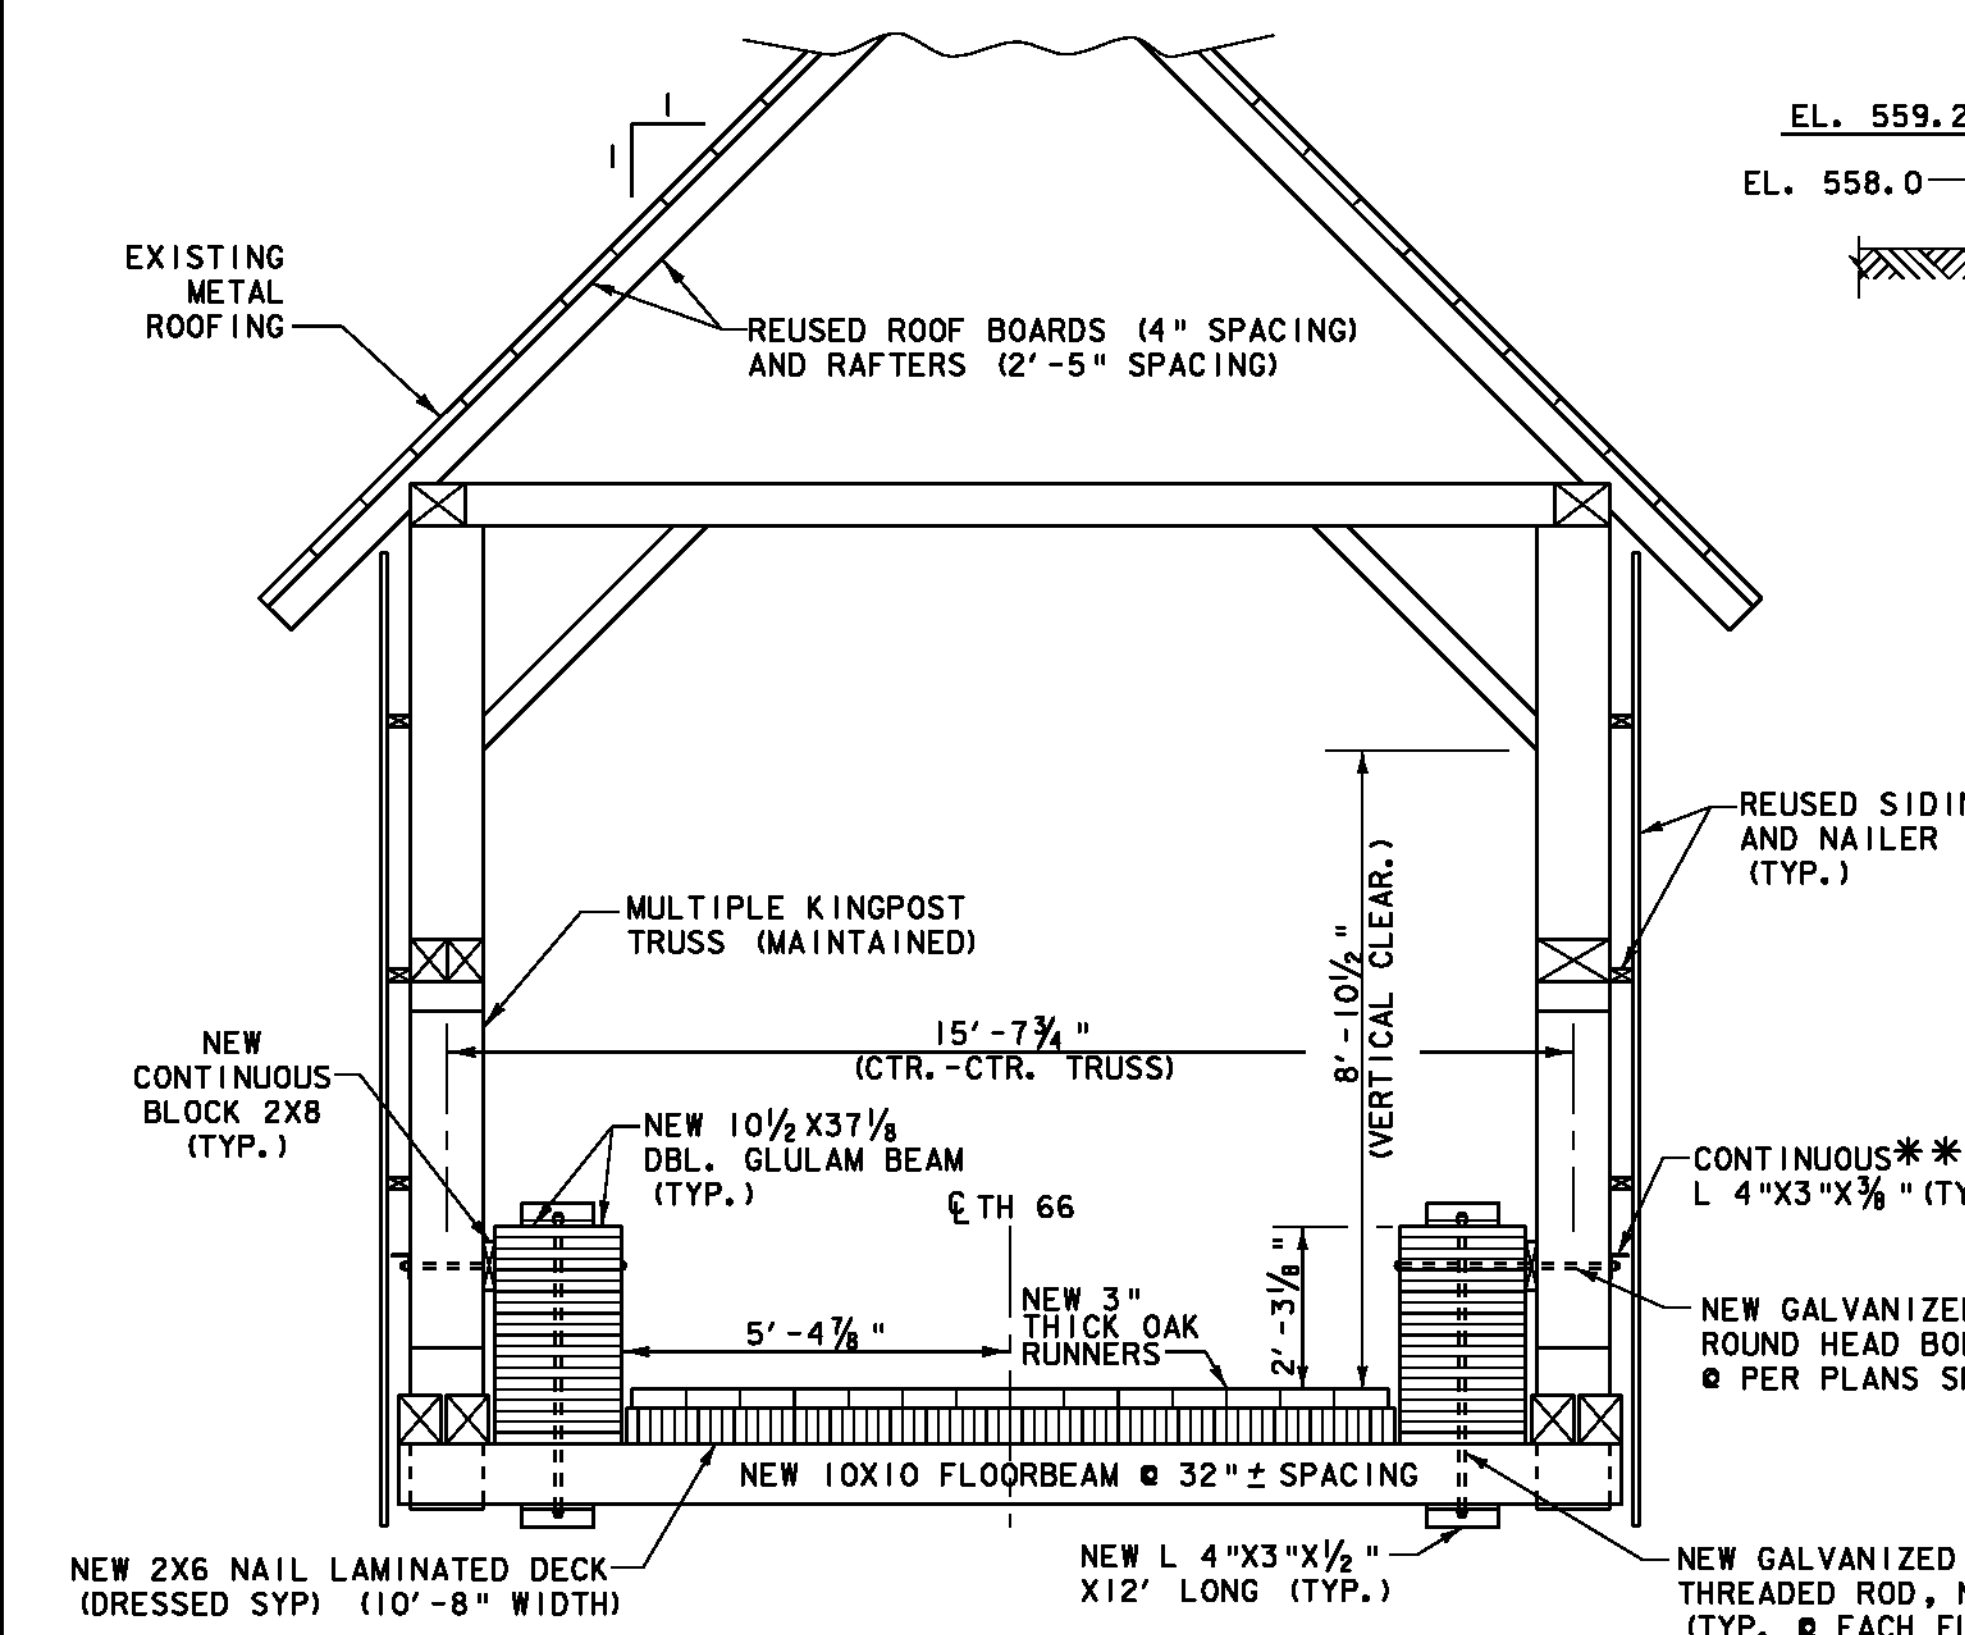 1
1
EL. 559.2
EL. 558.0
EXISTING
METAL
ROOFING
REUSED ROOF BOARDS (4" SPACING)
AND RAFTERS (2'-5" SPACING)
REUSED
AND NAILER
(TYP.)
MULTIPLE KINGPOST
TRUSS (MAINTAINED)
8'-10½"
(VERTICAL CLEAR.)
15'-7¾"
(CTR.-CTR. TRUSS)
NEW
CONTINUOUS
BLOCK 2X8
(TYP.)
NEW 10½X37⅛
DBL. GLULAM BEAM
(TYP.)
℄ TH 66
CONTINUOUS**
L 4"X3"X⅜"
2'-3⅛"
5'-4⅞"
NEW 3"
THICK OAK
RUNNERS
NEW
ROUND HEAD
@ PER PLANS
NEW 10X10 FLOORBEAM @ 32"± SPACING
NEW 2X6 NAIL LAMINATED DECK
(DRESSED SYP) (10'-8" WIDTH)
NEW L 4"X3"X½"
X12' LONG (TYP.)
NEW GALVANIZED
THREADED ROD,
(TYP. @ EACH